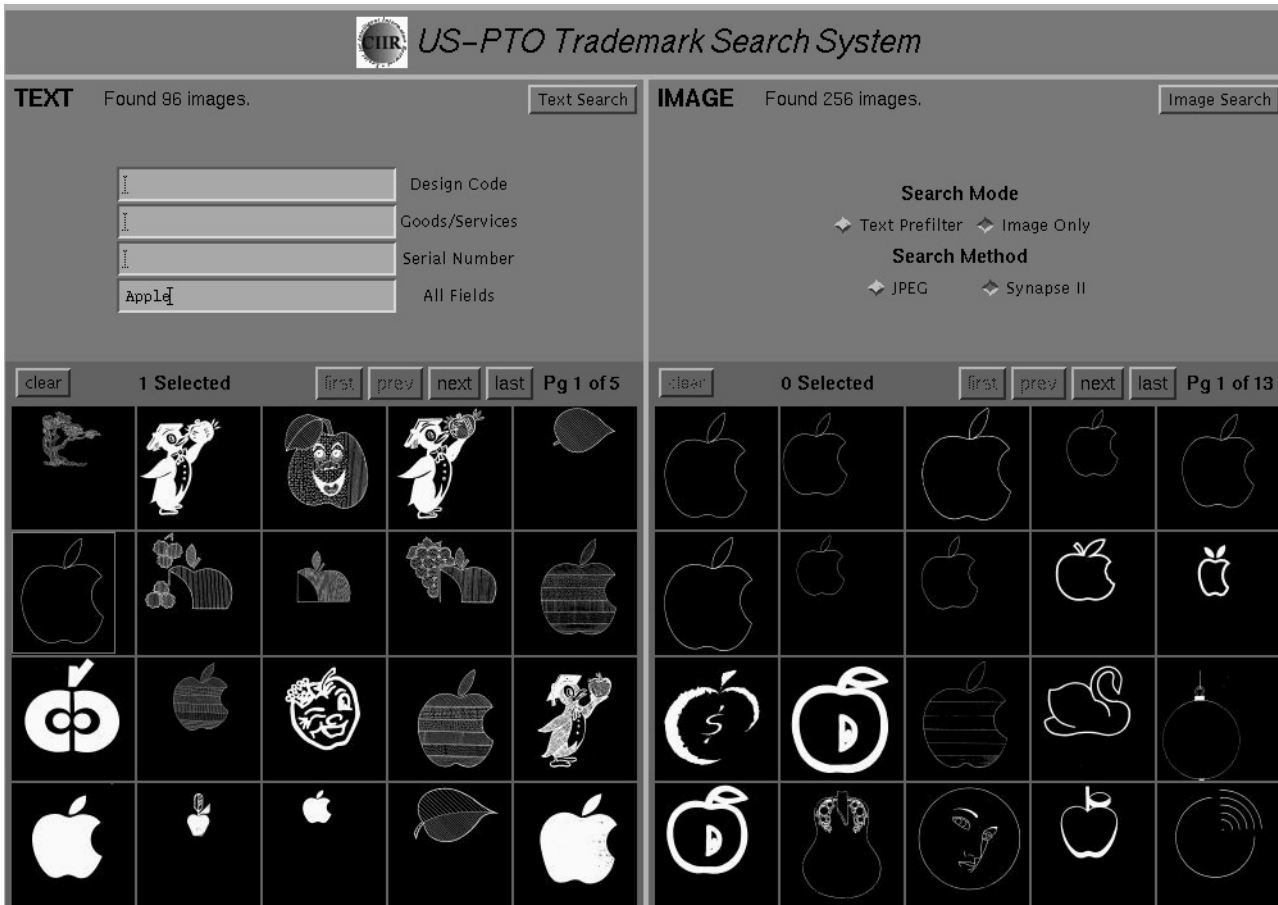 CIIR
US-PTO Trademark Search System
TEXT Found 96 images. Text Search
Design Code
Goods/Services
Serial Number
Apple All Fields
clear 1 Selected first prev next last Pg 1 of 5
IMAGE Found 256 images. Image Search
Search Mode
Text Prefilter Image Only
Search Method
JPEG Synapse II
clear 0 Selected first prev next last Pg 1 of 13
S
D
D